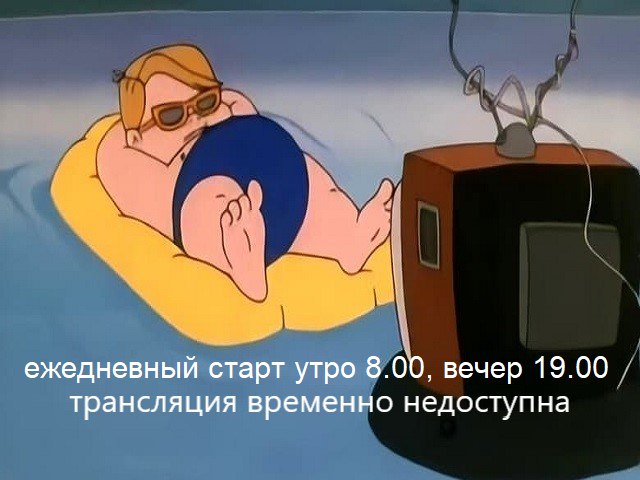 ежедневный старт утро 8.00, вечер 19.00
трансляция временно недоступна